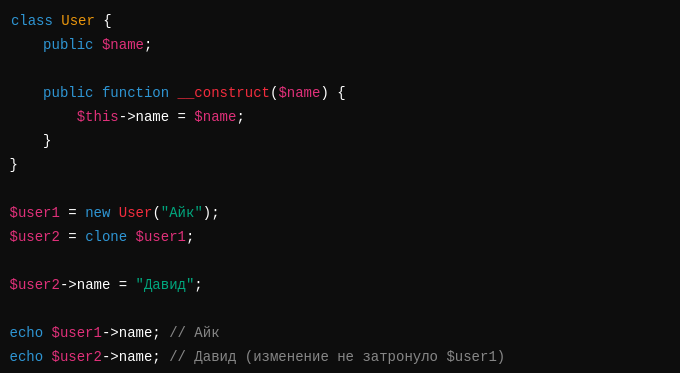 class User {
    public $name;

    public function __construct($name) {
        $this->name = $name;
    }
}

$user1 = new User("Айк");
$user2 = clone $user1;

$user2->name = "Давид";

echo $user1->name; // Айк
echo $user2->name; // Давид (изменение не затронуло $user1)